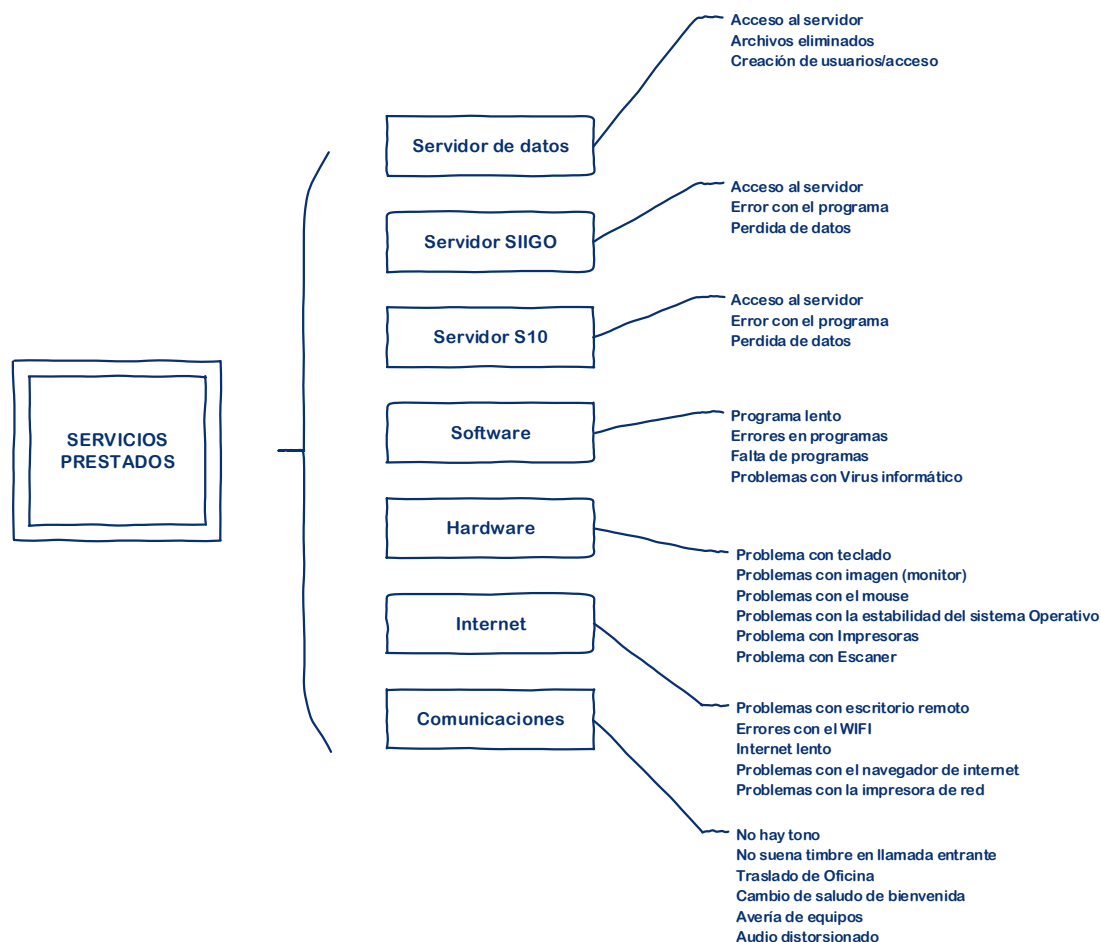 SERVICIOS
PRESTADOS
Servidor de datos
Acceso al servidor
Archivos eliminados
Creación de usuarios/acceso
Servidor SIIGO
Acceso al servidor
Error con el programa
Perdida de datos
Servidor S10
Acceso al servidor
Error con el programa
Perdida de datos
Software
Programa lento
Errores en programas
Falta de programas
Problemas con Virus informático
Hardware
Problema con teclado
Problemas con imagen (monitor)
Problemas con el mouse
Problemas con la estabilidad del sistema Operativo
Problema con Impresoras
Problema con Escaner
Internet
Problemas con escritorio remoto
Errores con el WIFI
Internet lento
Problemas con el navegador de internet
Problemas con la impresora de red
Comunicaciones
No hay tono
No suena timbre en llamada entrante
Traslado de Oficina
Cambio de saludo de bienvenida
Avería de equipos
Audio distorsionado